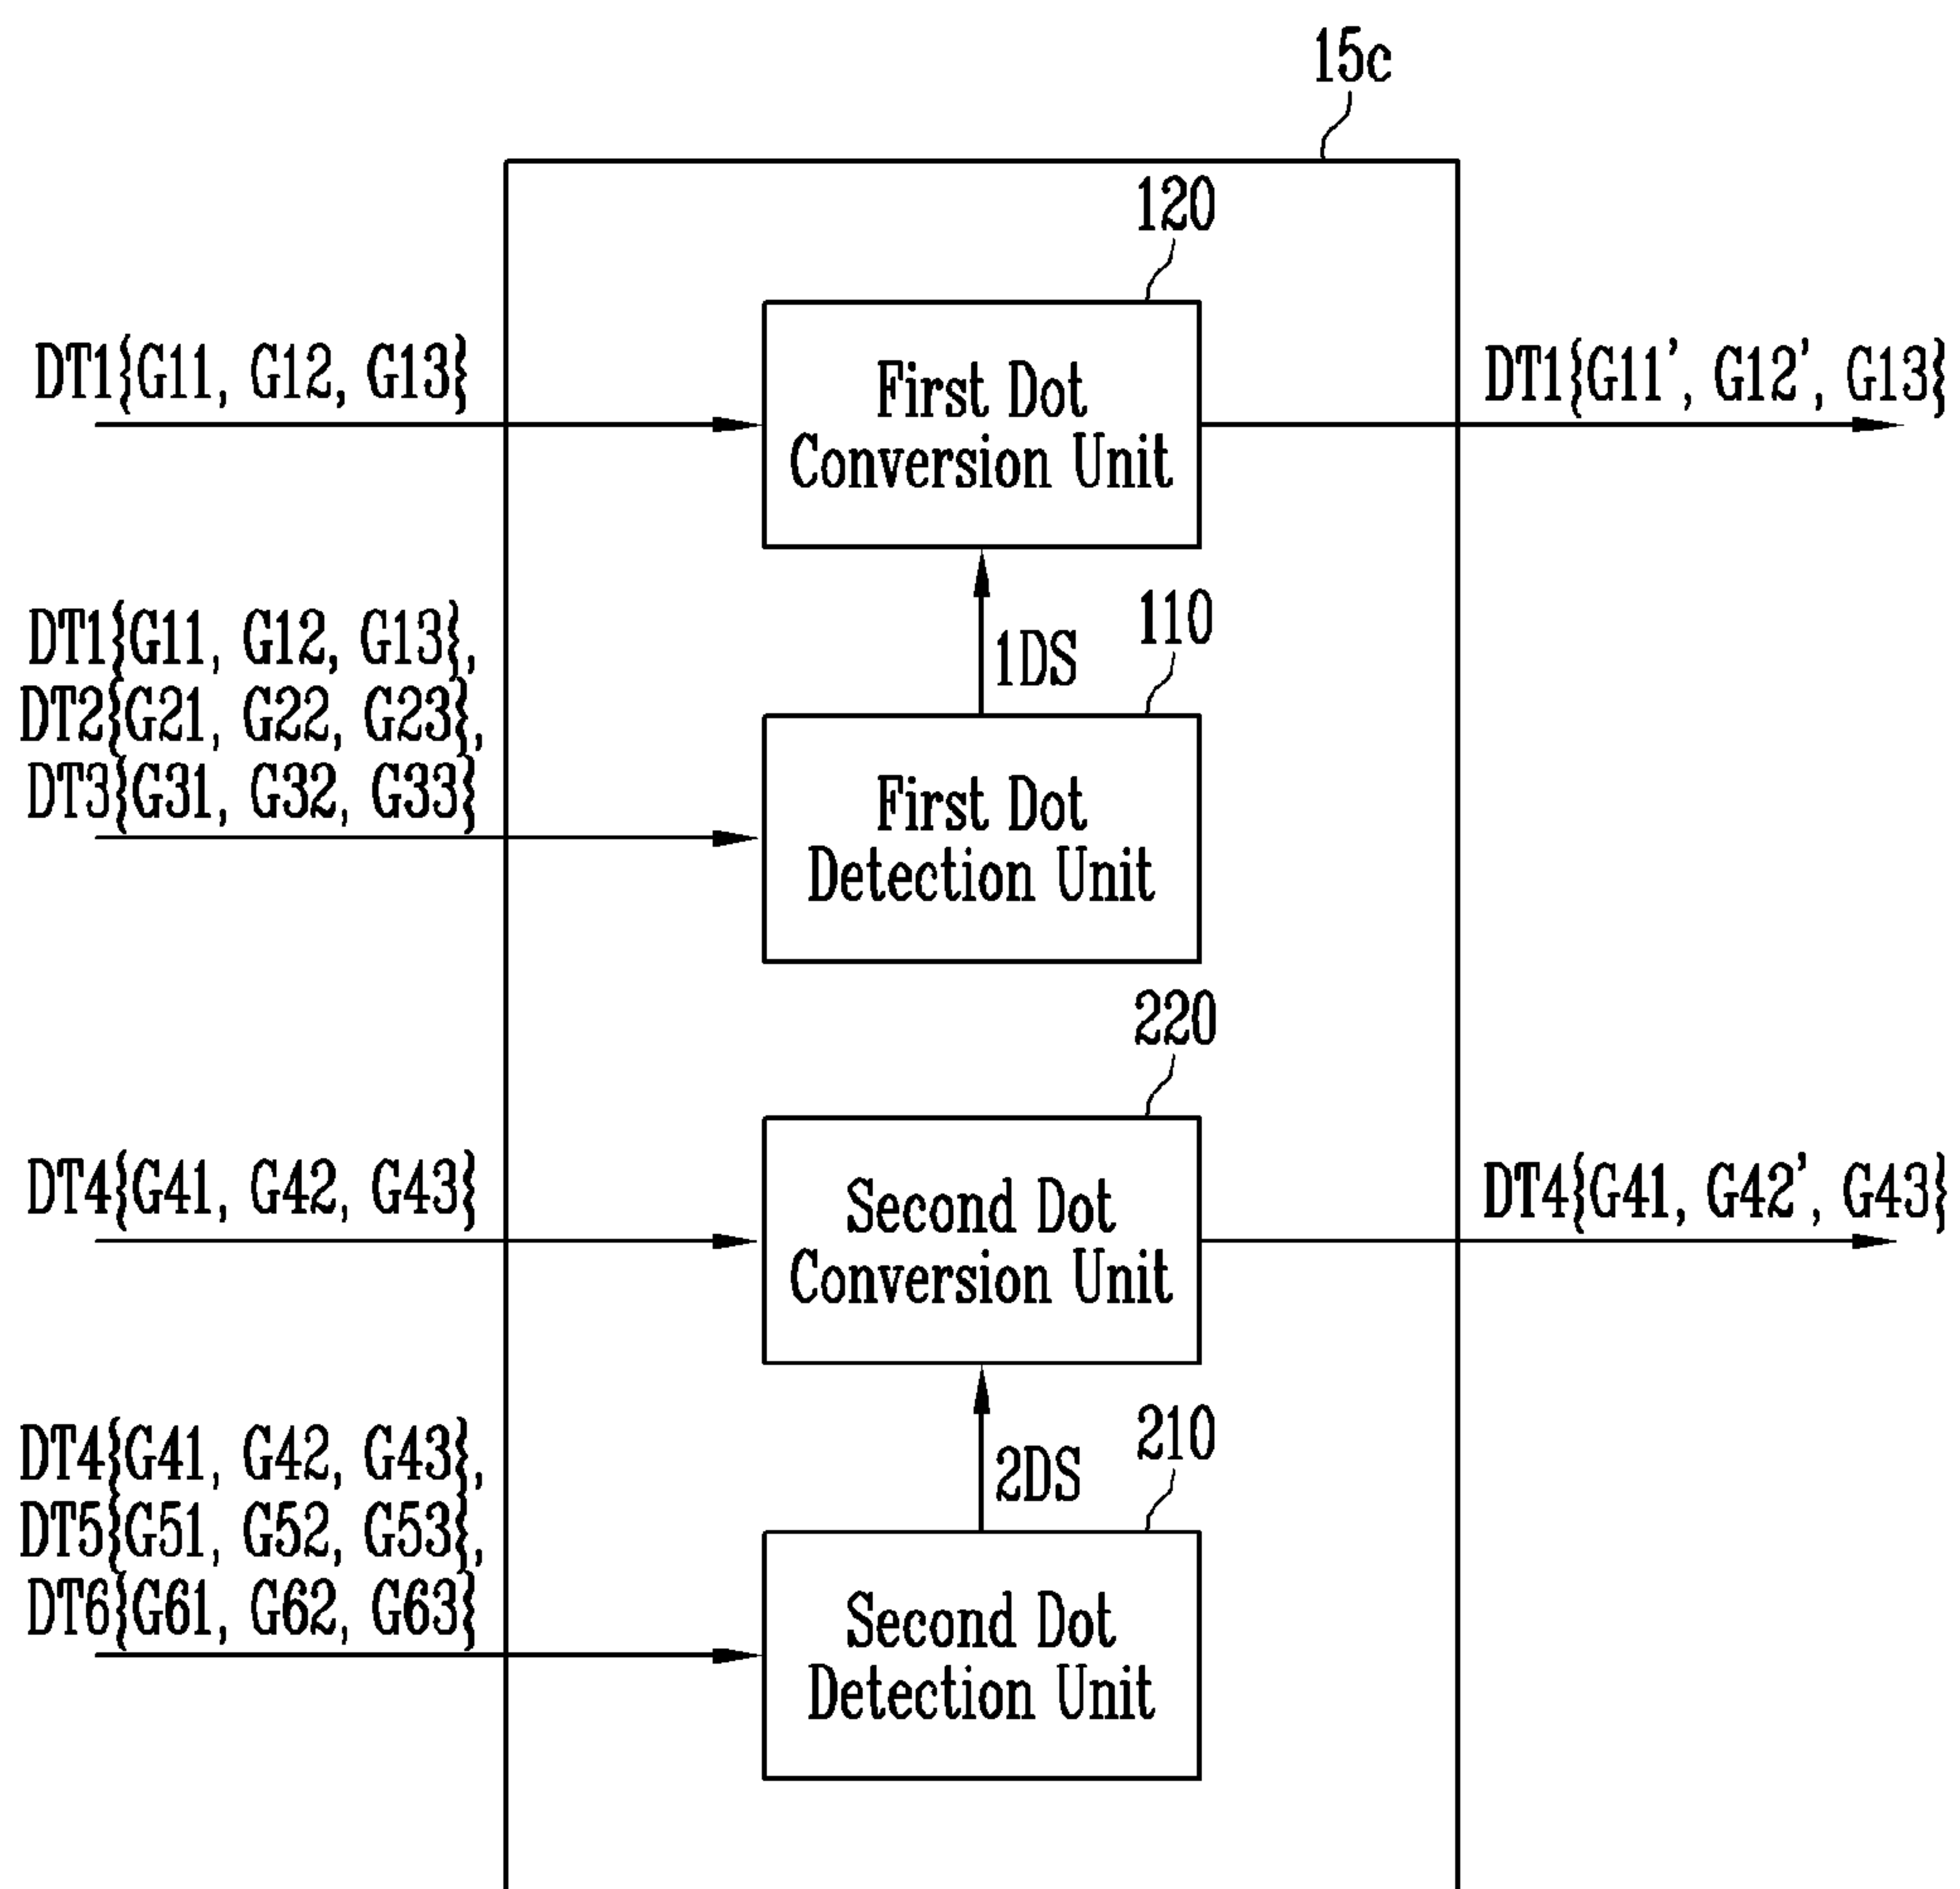 15c
120
DT1{G11, G12, G13}
First Dot
Conversion Unit
DT1{G11', G12', G13}
DT1{G11, G12, G13},
DT2{G21, G22, G23},
DT3{G31, G32, G33}
1DS
110
First Dot
Detection Unit
220
DT4{G41, G42, G43}
Second Dot
Conversion Unit
DT4{G41, G42', G43}
DT4{G41, G42, G43},
DT5{G51, G52, G53},
DT6{G61, G62, G63}
2DS
210
Second Dot
Detection Unit